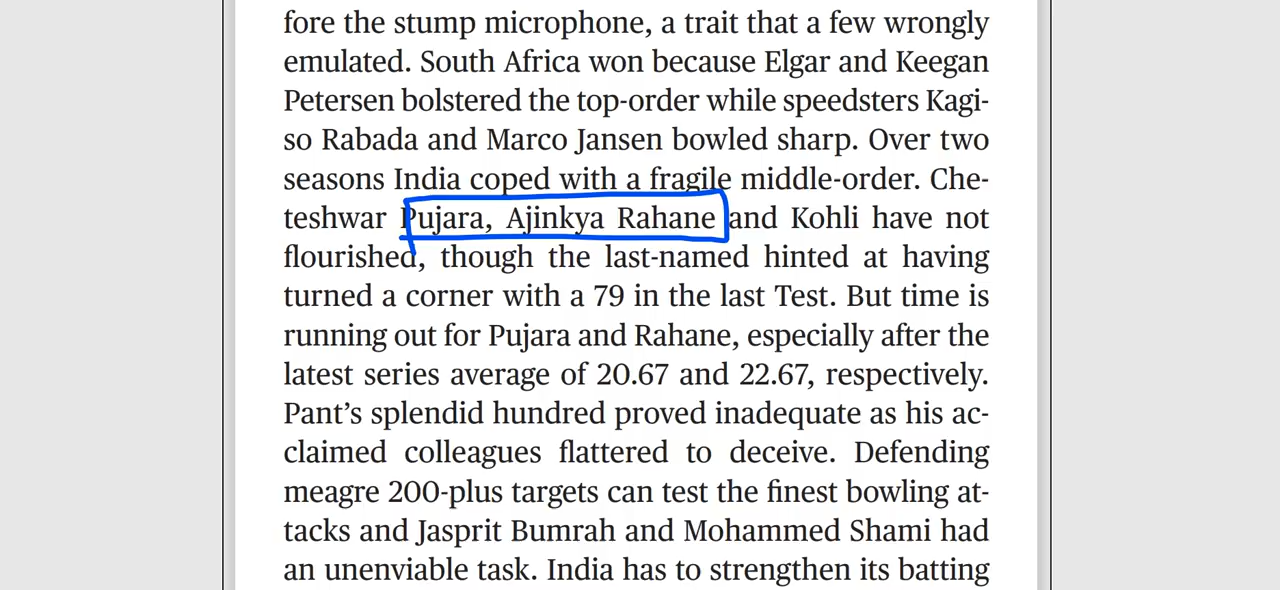 fore the stump microphone, a trait that a few wrongly
emulated. South Africa won because Elgar and Keegan
Petersen bolstered the top-order while speedsters Kagi-
so Rabada and Marco Jansen bowled sharp. Over two
seasons India coped with a fragile middle-order. Che-
teshwar Pujara, Ajinkya Rahane and Kohli have not
flourished, though the last-named hinted at having
turned a corner with a 79 in the last Test. But time is
running out for Pujara and Rahane, especially after the
latest series average of 20.67 and 22.67, respectively.
Pant’s splendid hundred proved inadequate as his ac-
claimed colleagues flattered to deceive. Defending
meagre 200-plus targets can test the finest bowling at-
tacks and Jasprit Bumrah and Mohammed Shami had
an unenviable task. India has to strengthen its batting